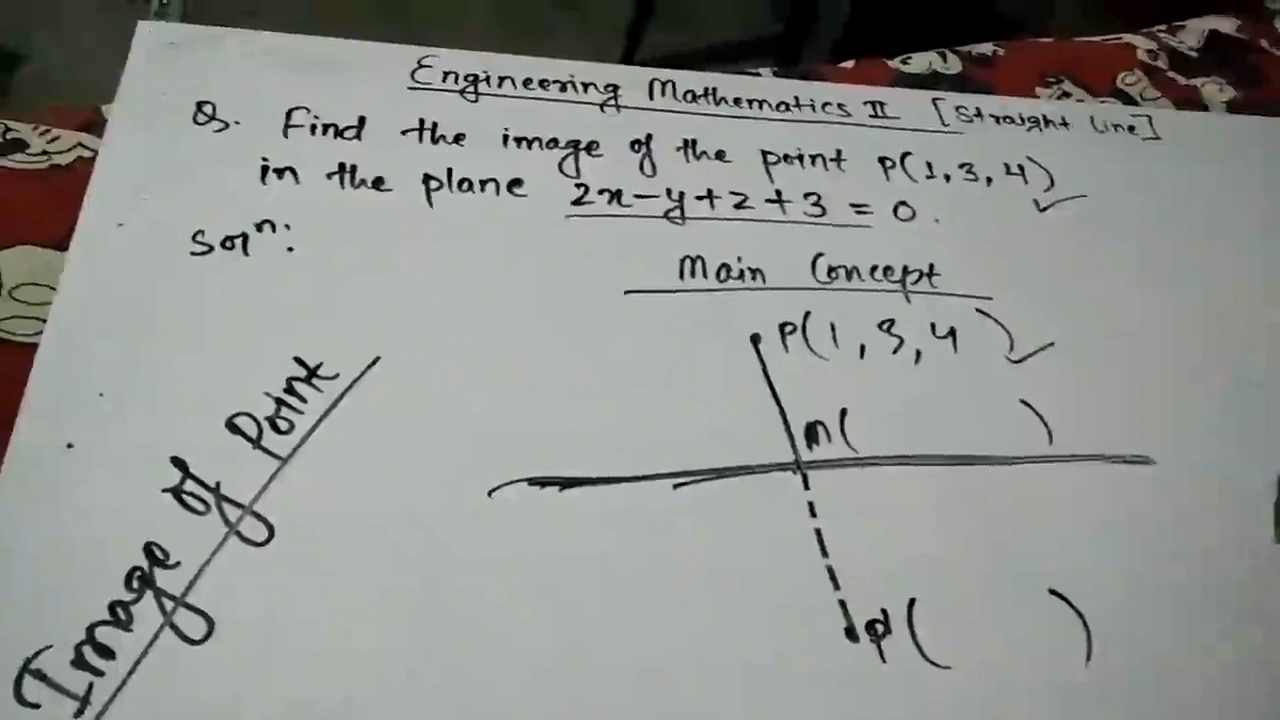 Engineering Mathematics II [Straight Line]
Q. Find the image of the point P(1,3,4)
in the plane 2x-y+z+3=0.
Solⁿ:
Main Concept
P(1,3,4)
m( )
p'( )
Image of Point